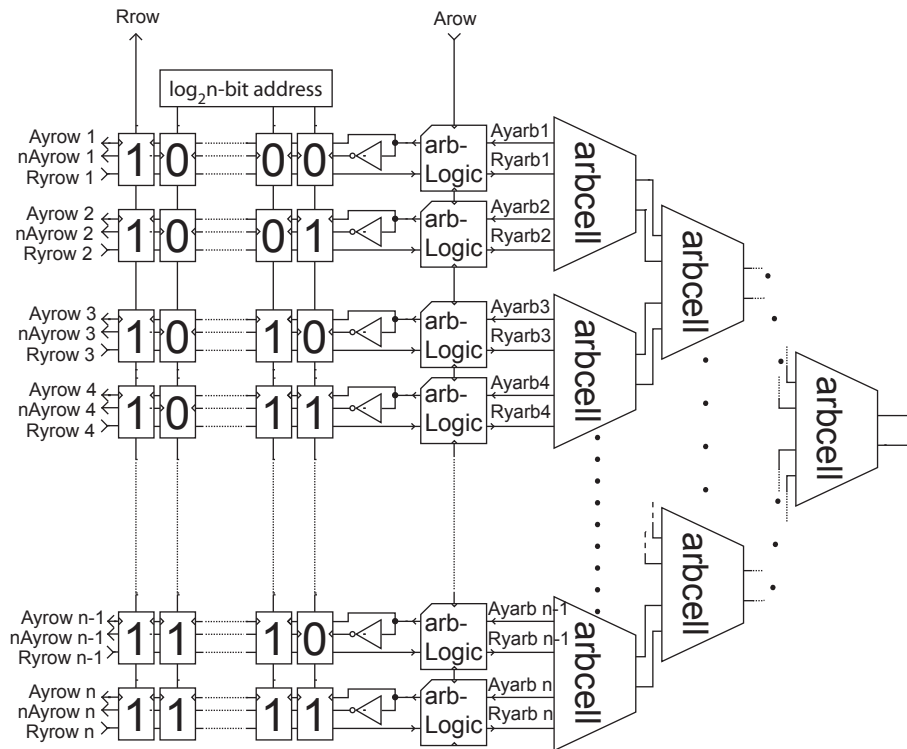 Rrow Arow
log2n-bit address
Ayrow 1 1 0 0 0 arb- Ayarb1 arbcell
nAyrow 1 Logic Ryarb1
Ryrow 1
Ayrow 2 1 0 0 1 arb- Ayarb2
nAyrow 2 Logic Ryarb2
Ryrow 2
arbcell
Ayrow 3 1 0 1 0 arb- Ayarb3 arbcell
nAyrow 3 Logic Ryarb3
Ryrow 3
Ayrow 4 1 0 1 1 arb- Ayarb4
nAyrow 4 Logic Ryarb4
Ryrow 4
arbcell
arbcell
Ayrow n-1 1 1 1 0 arb- Ayarb n-1 arbcell
nAyrow n-1 Logic Ryarb n-1
Ryrow n-1
Ayrow n 1 1 1 1 arb- Ayarb n
nAyrow n Logic Ryarb n
Ryrow n